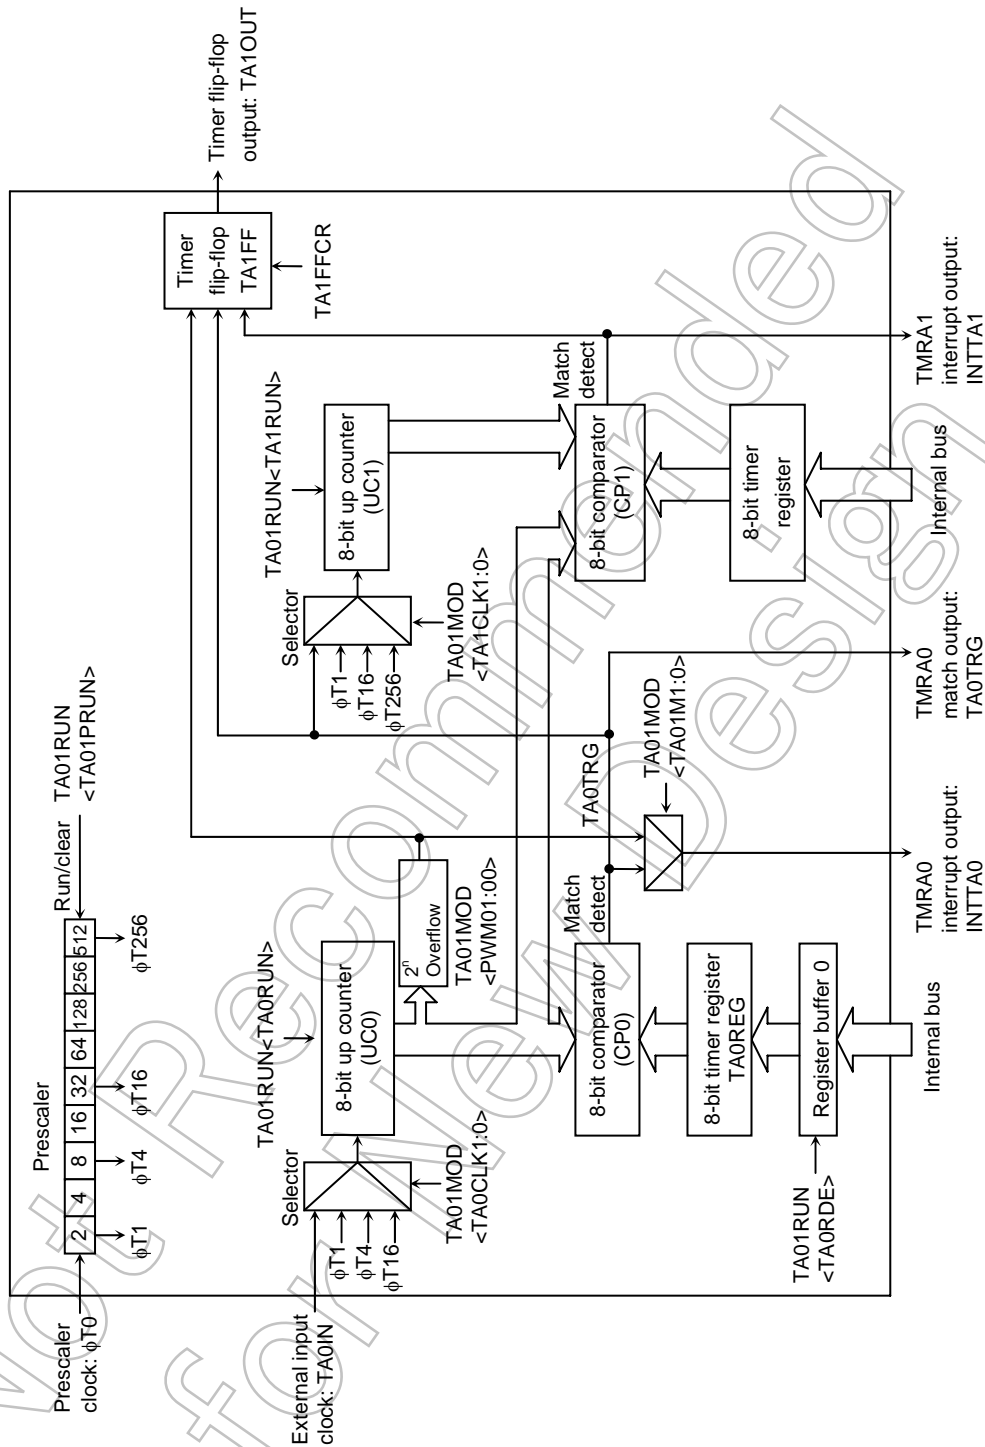 Prescaler
clock: ϕT0
Prescaler
2 4 8 16 32 64 128 256 512
Run/clear
TA01RUN
<TA01PRUN>
ϕT1
ϕT4
ϕT16
ϕT256
External input
clock: TA0IN
ϕT1
ϕT4
ϕT16
Selector
TA01MOD
<TA0CLK1:0>
TA01RUN<TA0RUN>
8-bit up counter
(UC0)
2n
Overflow
TA01MOD
<PWM01:00>
Selector
ϕT1
ϕT16
ϕT256
TA01MOD
<TA1CLK1:0>
TA01RUN<TA1RUN>
8-bit up counter
(UC1)
Timer
flip-flop
TA1FF
TA1FFCR
Timer flip-flop
output: TA1OUT
8-bit comparator
(CP0)
Match
detect
TA0TRG
TA01MOD
<TA01M1:0>
8-bit comparator
(CP1)
Match
detect
8-bit timer register
TA0REG
8-bit timer
register
Register buffer 0
TA01RUN
<TA0RDE>
Internal bus
TMRA0
interrupt output:
INTTA0
TMRA0
match output:
TA0TRG
Internal bus
TMRA1
interrupt output:
INTTA1
Not Recommended
for New Design